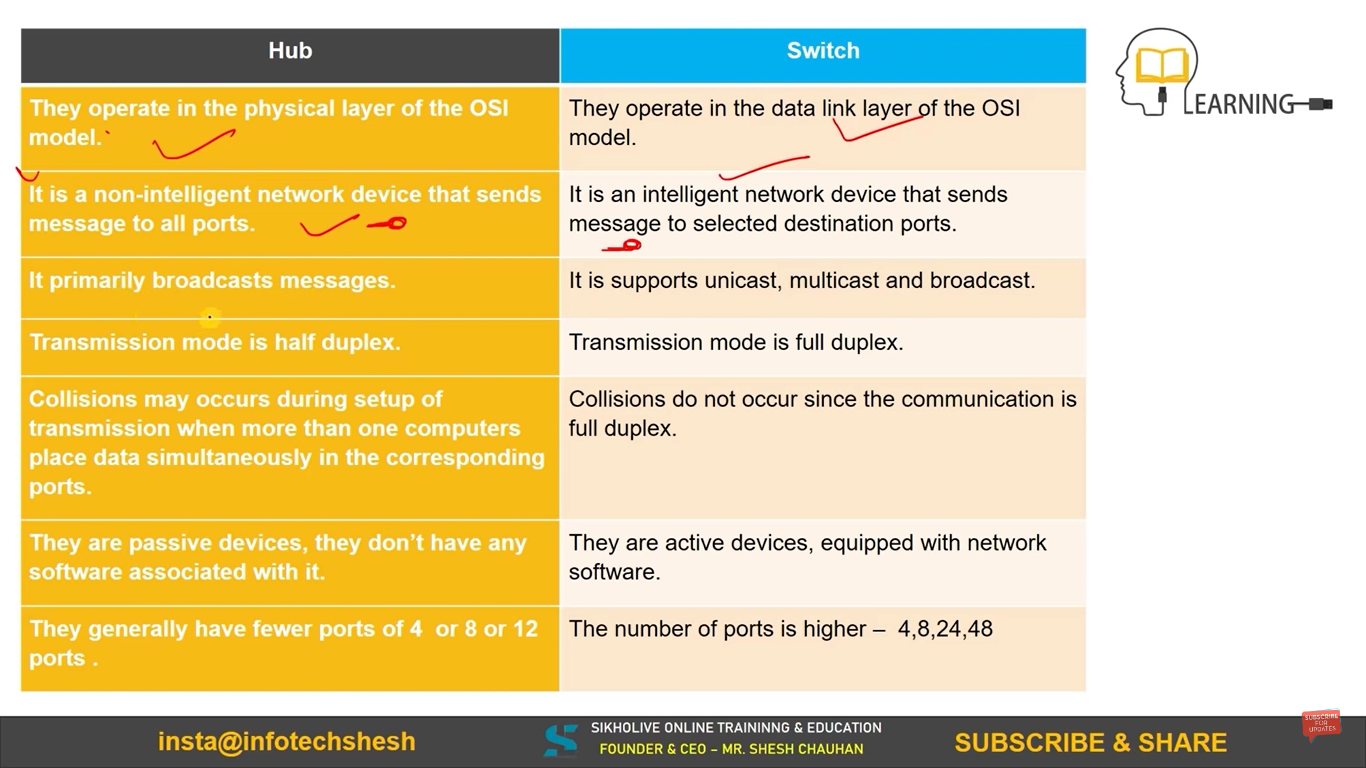 Hub
Switch
They operate in the physical layer of the OSI
model.
They operate in the data link layer of the OSI
model.
It is a non-intelligent network device that sends
message to all ports.
It is an intelligent network device that sends
message to selected destination ports.
It primarily broadcasts messages.
It is supports unicast, multicast and broadcast.
Transmission mode is half duplex.
Transmission mode is full duplex.
Collisions may occurs during setup of
transmission when more than one computers
place data simultaneously in the corresponding
ports.
Collisions do not occur since the communication is
full duplex.
They are passive devices, they don’t have any
software associated with it.
They are active devices, equipped with network
software.
They generally have fewer ports of 4 or 8 or 12
ports .
The number of ports is higher – 4,8,24,48
LEARNING
insta@infotechshesh
SIKHOLIVE ONLINE TRAININNG & EDUCATION
FOUNDER & CEO – MR. SHESH CHAUHAN
SUBSCRIBE & SHARE
SUBSCRIBE
FOR
UPDATES